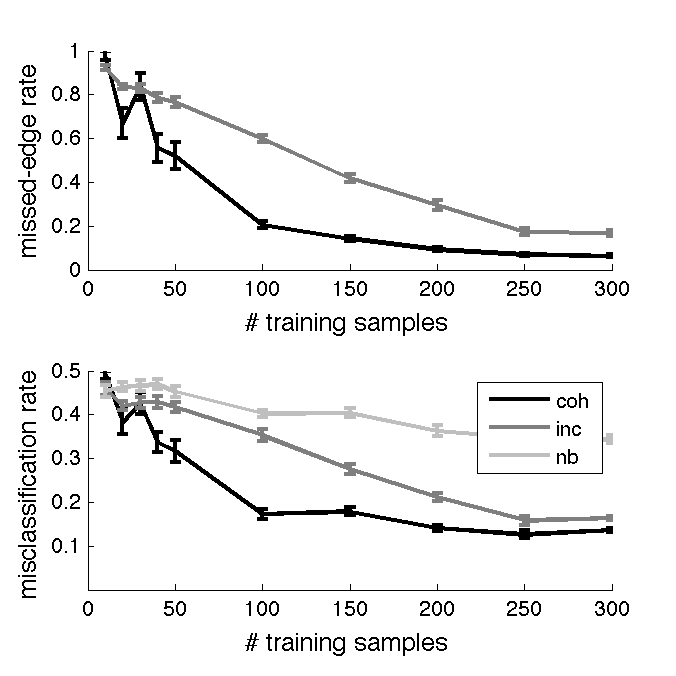 missed-edge rate
1
0.8
0.6
0.4
0.2
0
0 50 100 150 200 250 300
# training samples
misclassification rate
0.5
0.4
0.3
0.2
0.1
coh
inc
nb
0 50 100 150 200 250 300
# training samples